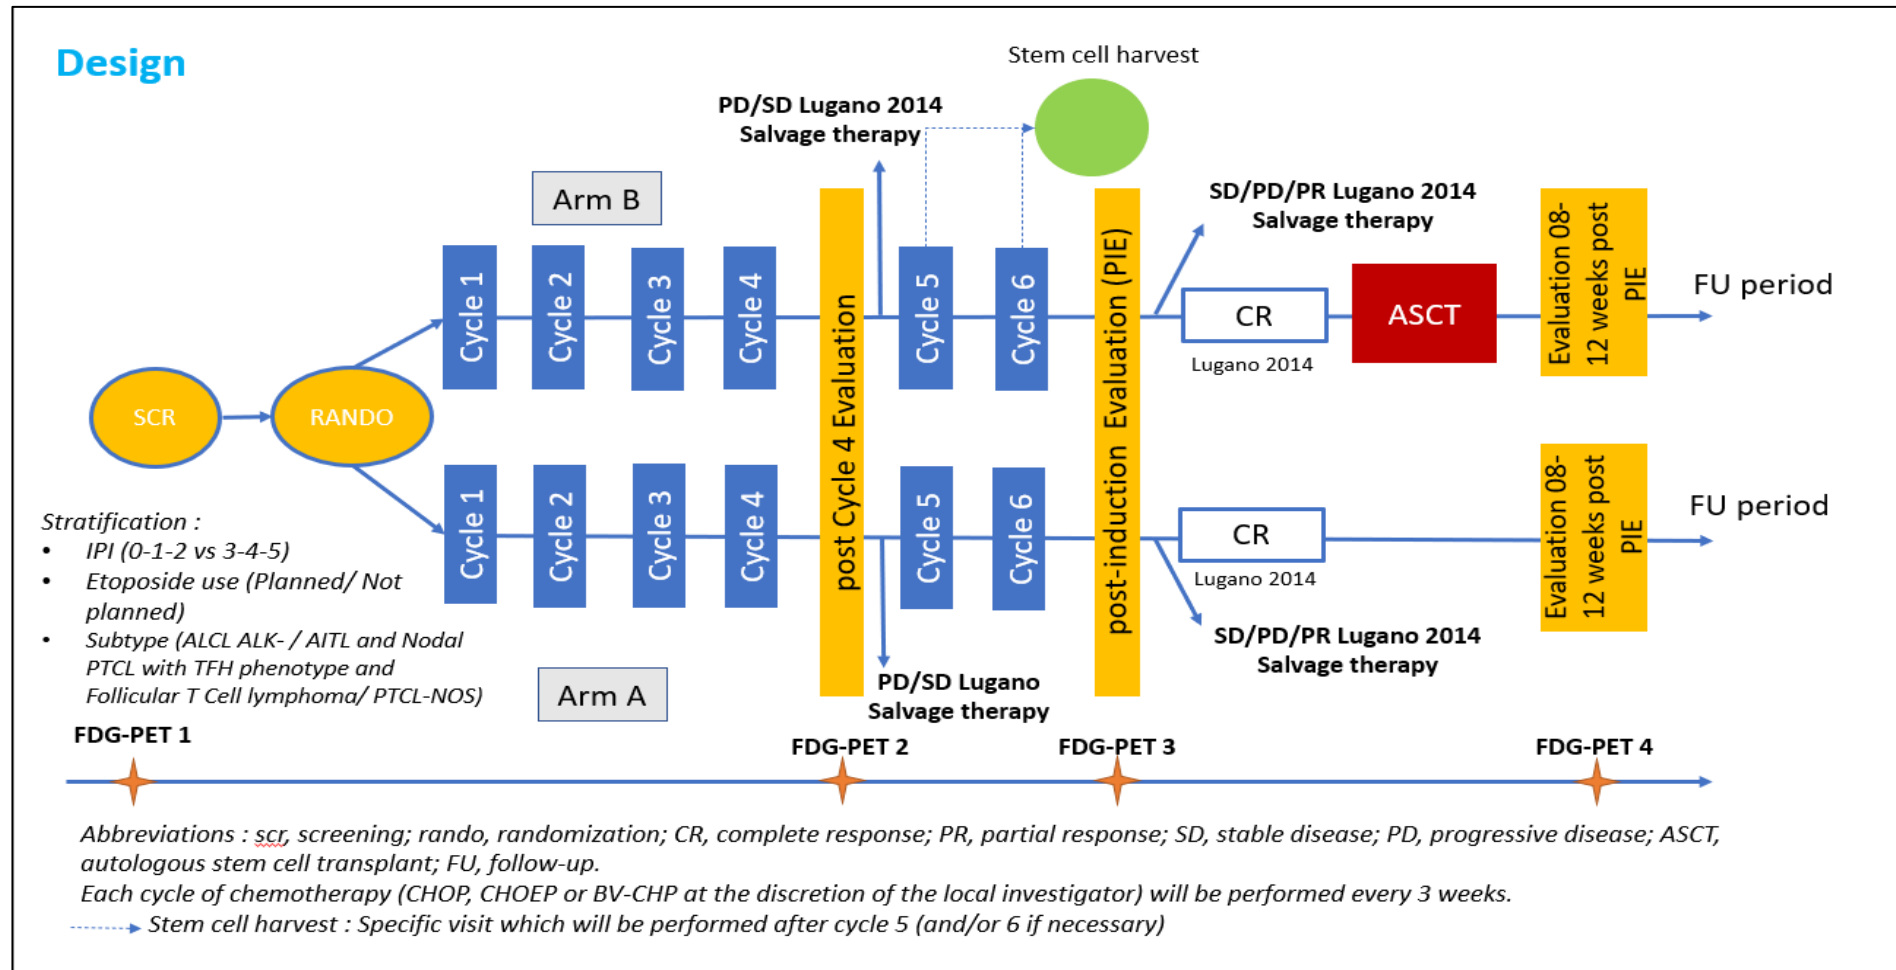 Design
Stem cell harvest
PD/SD Lugano 2014
Salvage therapy
Arm B
SD/PD/PR Lugano 2014
Salvage therapy
Cycle 1
Cycle 2
Cycle 3
Cycle 4
post Cycle 4 Evaluation
Cycle 5
Cycle 6
post-induction Evaluation (PIE)
CR
Lugano 2014
ASCT
Evaluation 08-
12 weeks post
PIE
FU period
SCR
RANDO
Cycle 1
Cycle 2
Cycle 3
Cycle 4
Cycle 5
Cycle 6
CR
Lugano 2014
Evaluation 08-
12 weeks post
PIE
FU period
Stratification :
• IPI (0-1-2 vs 3-4-5)
• Etoposide use (Planned/ Not
planned)
• Subtype (ALCL ALK- / AITL and Nodal
PTCL with TFH phenotype and
Follicular T Cell lymphoma/ PTCL-NOS)
Arm A
PD/SD Lugano
Salvage therapy
SD/PD/PR Lugano 2014
Salvage therapy
FDG-PET 1
FDG-PET 2
FDG-PET 3
FDG-PET 4
Abbreviations : scr, screening; rando, randomization; CR, complete response; PR, partial response; SD, stable disease; PD, progressive disease; ASCT,
autologous stem cell transplant; FU, follow-up.
Each cycle of chemotherapy (CHOP, CHOEP or BV-CHP at the discretion of the local investigator) will be performed every 3 weeks.
Stem cell harvest : Specific visit which will be performed after cycle 5 (and/or 6 if necessary)